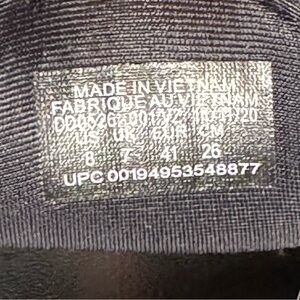 MADE IN VIETNAM
FABRIQUE AU VIETNAM
US UK EUR CM
8 7 41 26
UPC 00194953548877